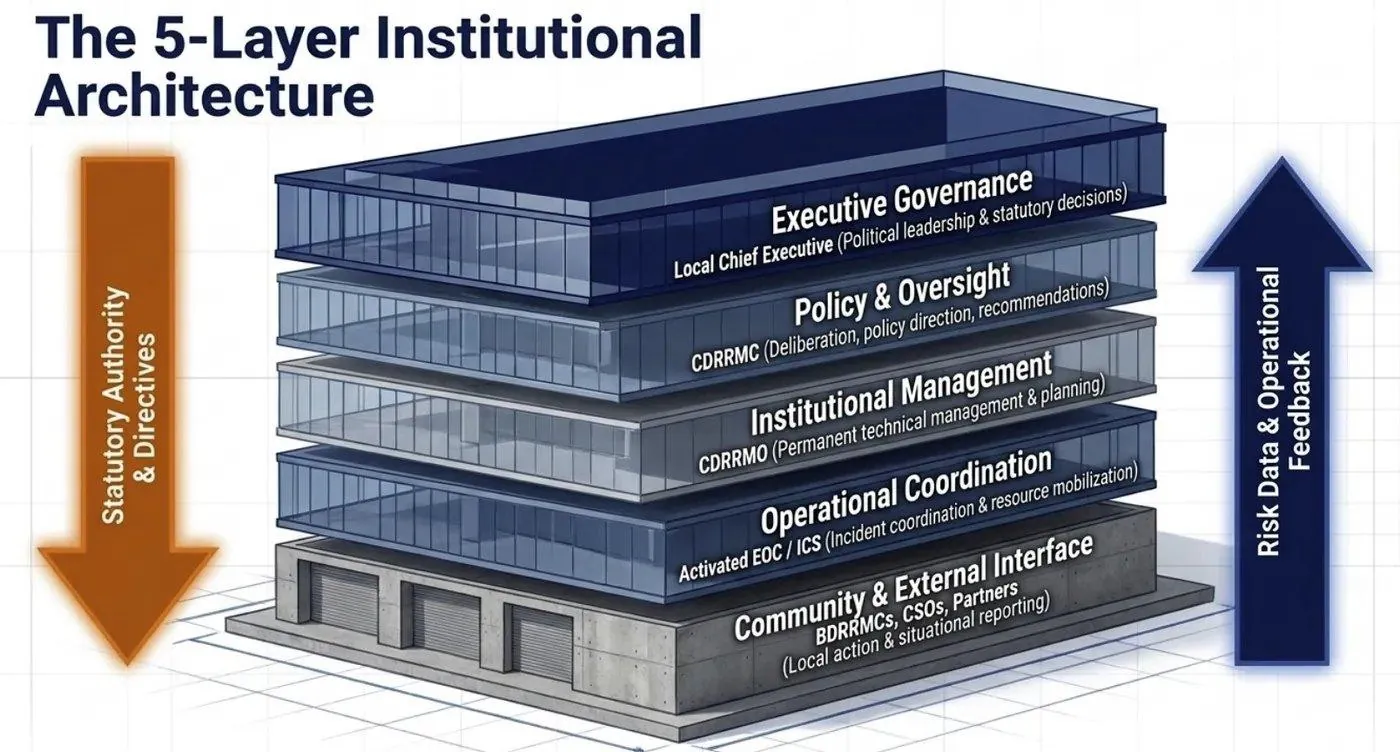 The 5-Layer Institutional
Architecture
Statutory Authority
& Directives
Executive Governance
Local Chief Executive (Political leadership & statutory decisions)
Policy & Oversight
CDRRMC (Deliberation, policy direction, recommendations)
Institutional Management
CDRRMO (Permanent technical management & planning)
Operational Coordination
Activated EOC / ICS (Incident coordination & resource mobilization)
Community & External Interface
BDRRMCs, CSOs, Partners
(Local action & situational reporting)
Risk Data & Operational
Feedback